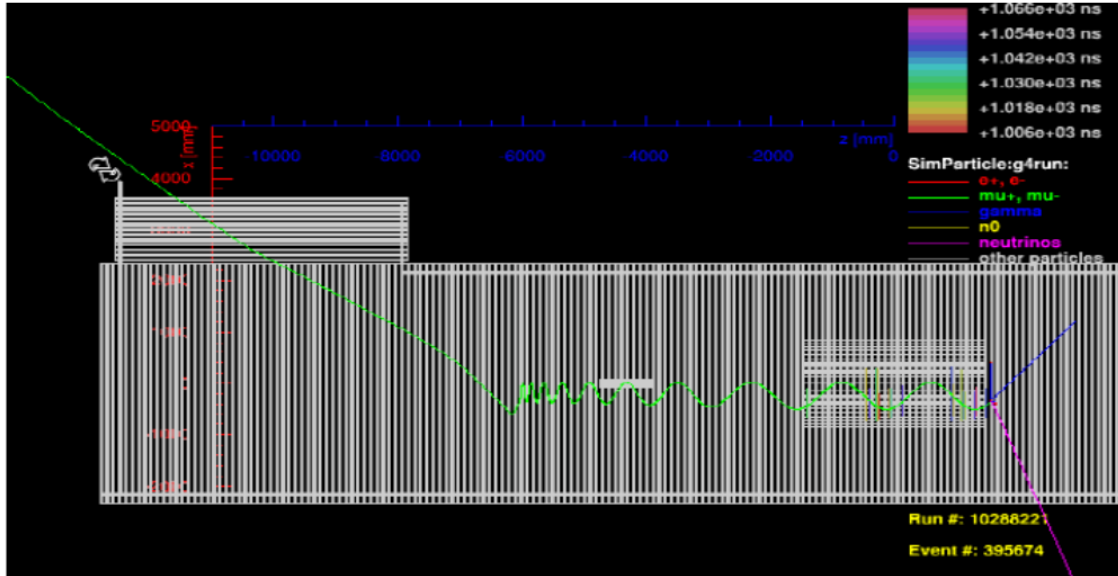 +1.066e+03 ns
+1.054e+03 ns
+1.042e+03 ns
+1.030e+03 ns
+1.018e+03 ns
+1.006e+03 ns
5000
x [mm]
-10000
-8000
-6000
-4000
-2000
0
z [mm]
4000
SimParticle:g4run:
e+, e-
mu+, mu-
gamma
n0
neutrinos
other particles
Run #: 10288221
Event #: 395674